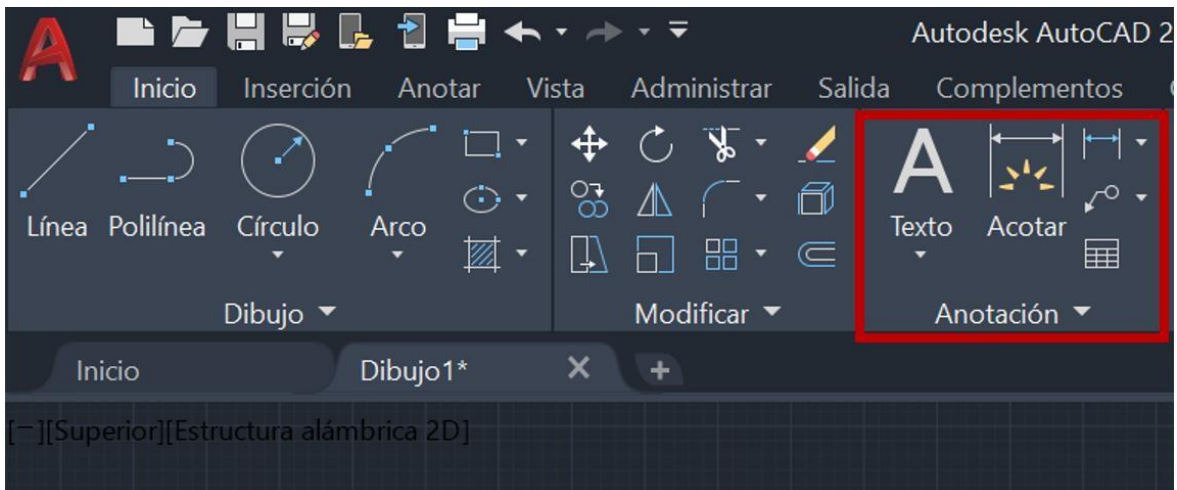 Autodesk AutoCAD 2
Inicio Inserción Anotar Vista Administrar Salida Complementos
Línea Polilínea Círculo Arco Texto Acotar
Dibujo Modificar Anotación
Inicio Dibujo1*
[−][Superior][Estructura alámbrica 2D]